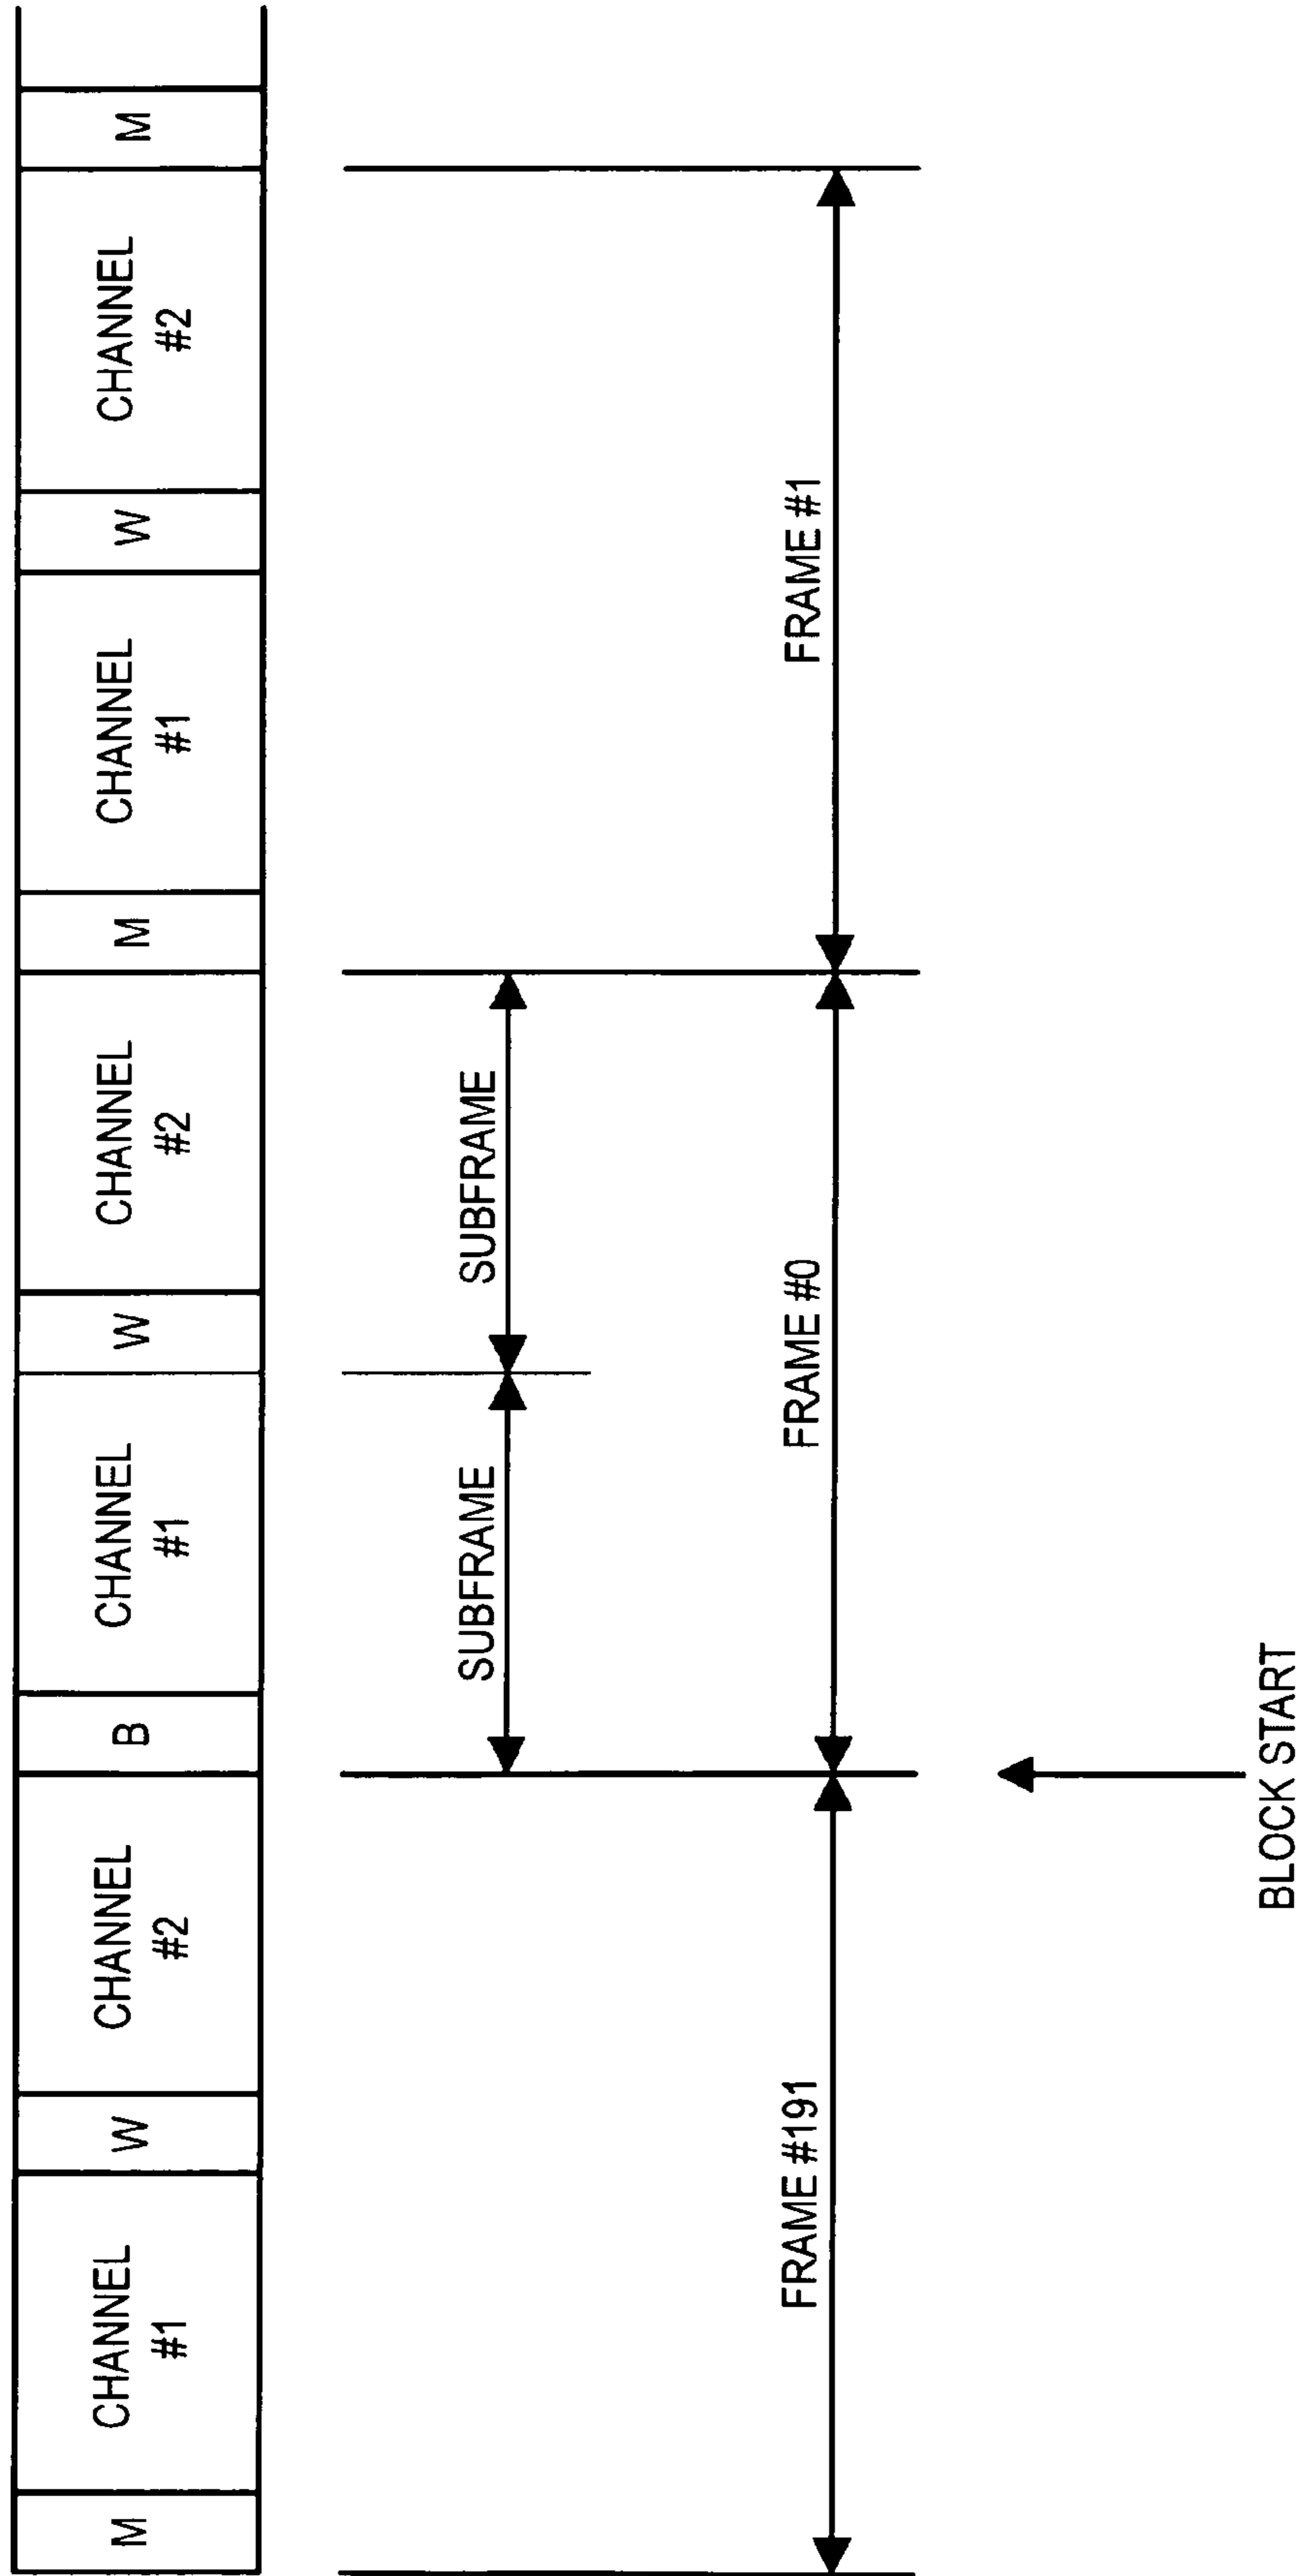 M
CHANNEL
#1
W
CHANNEL
#2
B
CHANNEL
#1
W
CHANNEL
#2
M
CHANNEL
#1
W
CHANNEL
#2
M
SUBFRAME
SUBFRAME
FRAME #191
FRAME #0
FRAME #1
BLOCK START